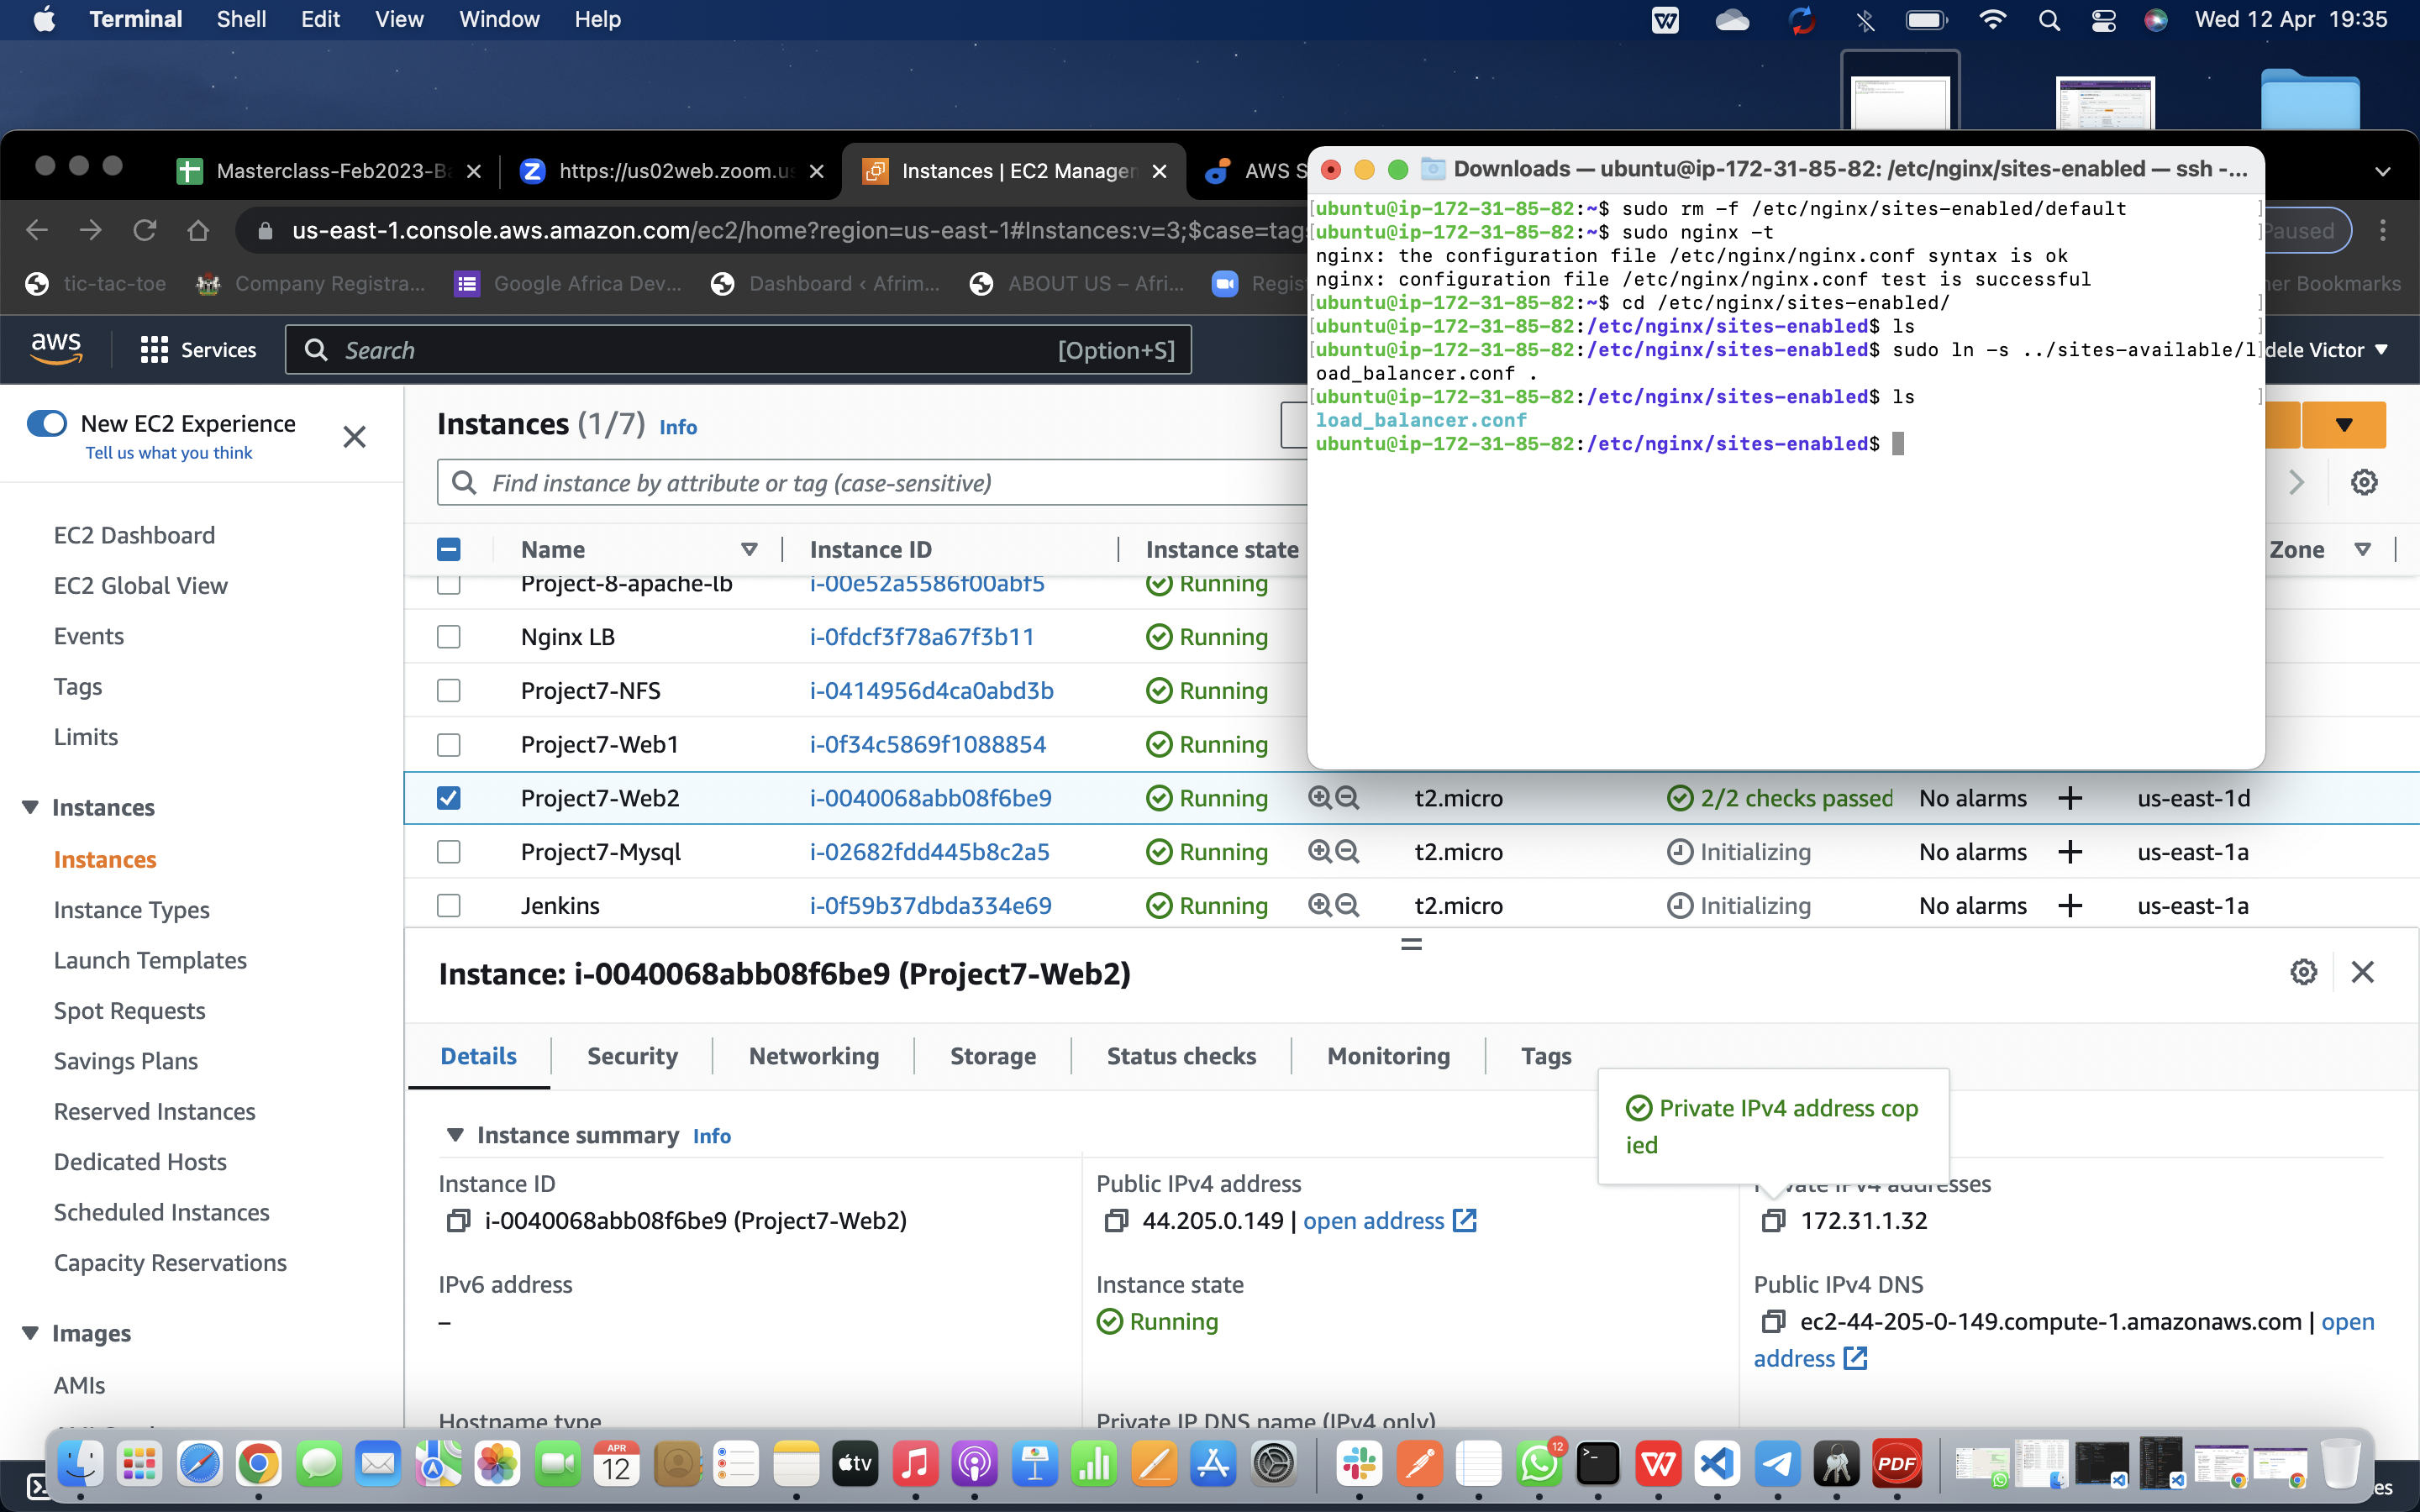 Terminal Shell Edit View Window Help Wed 12 Apr 19:35
Masterclass-Feb2023-Ba https://us02web.zoom.us Instances | EC2 Managem AWS S
us-east-1.console.aws.amazon.com/ec2/home?region=us-east-1#Instances:v=3;$case=tags Paused
tic-tac-toe Company Registra... Google Africa Dev... Dashboard ‹ Afrim... ABOUT US – Afri... Regis her Bookmarks
Downloads — ubuntu@ip-172-31-85-82: /etc/nginx/sites-enabled — ssh -...
[ubuntu@ip-172-31-85-82:~$ sudo rm -f /etc/nginx/sites-enabled/default ]
[ubuntu@ip-172-31-85-82:~$ sudo nginx -t ]
nginx: the configuration file /etc/nginx/nginx.conf syntax is ok
nginx: configuration file /etc/nginx/nginx.conf test is successful
[ubuntu@ip-172-31-85-82:~$ cd /etc/nginx/sites-enabled/ ]
[ubuntu@ip-172-31-85-82:/etc/nginx/sites-enabled$ ls ]
[ubuntu@ip-172-31-85-82:/etc/nginx/sites-enabled$ sudo ln -s ../sites-available/l]
oad_balancer.conf .
[ubuntu@ip-172-31-85-82:/etc/nginx/sites-enabled$ ls ]
load_balancer.conf
ubuntu@ip-172-31-85-82:/etc/nginx/sites-enabled$
aws Services Search [Option+S] dele Victor
New EC2 Experience
Tell us what you think
EC2 Dashboard
EC2 Global View
Events
Tags
Limits
Instances
Instances
Instance Types
Launch Templates
Spot Requests
Savings Plans
Reserved Instances
Dedicated Hosts
Scheduled Instances
Capacity Reservations
Images
AMIs
Instances (1/7) Info
Find instance by attribute or tag (case-sensitive)
Name Instance ID Instance state Zone
Project-8-apache-lb i-00e52a5586f00abf5 Running
Nginx LB i-0fdcf3f78a67f3b11 Running
Project7-NFS i-0414956d4ca0abd3b Running
Project7-Web1 i-0f34c5869f1088854 Running
Project7-Web2 i-0040068abb08f6be9 Running t2.micro 2/2 checks passed No alarms us-east-1d
Project7-Mysql i-02682fdd445b8c2a5 Running t2.micro Initializing No alarms us-east-1a
Jenkins i-0f59b37dbda334e69 Running t2.micro Initializing No alarms us-east-1a
Instance: i-0040068abb08f6be9 (Project7-Web2)
Details Security Networking Storage Status checks Monitoring Tags
Private IPv4 address cop
ied
Instance summary Info
Instance ID Public IPv4 address Private IPv4 addresses
i-0040068abb08f6be9 (Project7-Web2) 44.205.0.149 | open address 172.31.1.32
IPv6 address Instance state Public IPv4 DNS
– Running ec2-44-205-0-149.compute-1.amazonaws.com | open
address
Hostname type Private IP DNS name (IPv4 only)
APR
12
tv
12
PDF
es